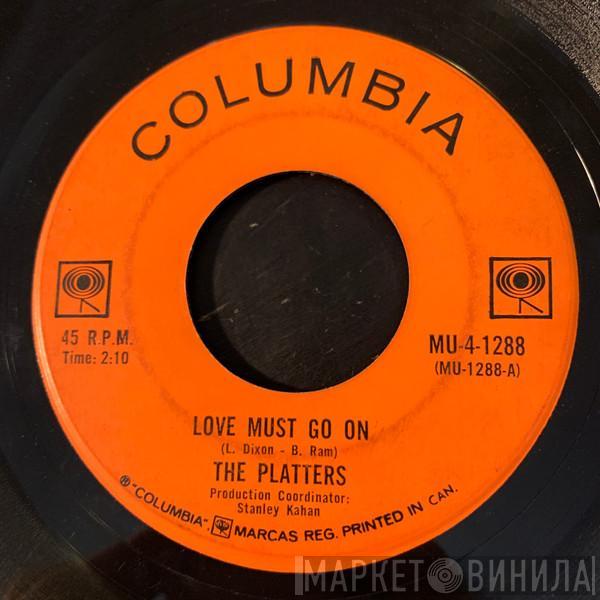 COLUMBIA
45 R.P.M.
Time: 2:10
MU-4-1288
(MU-1288-A)
LOVE MUST GO ON
(L. Dixon - B. Ram)
THE PLATTERS
Production Coordinator:
Stanley Kahan
® "COLUMBIA", MARCAS REG. PRINTED IN CAN.
МАРКЕТ ВИНИЛА